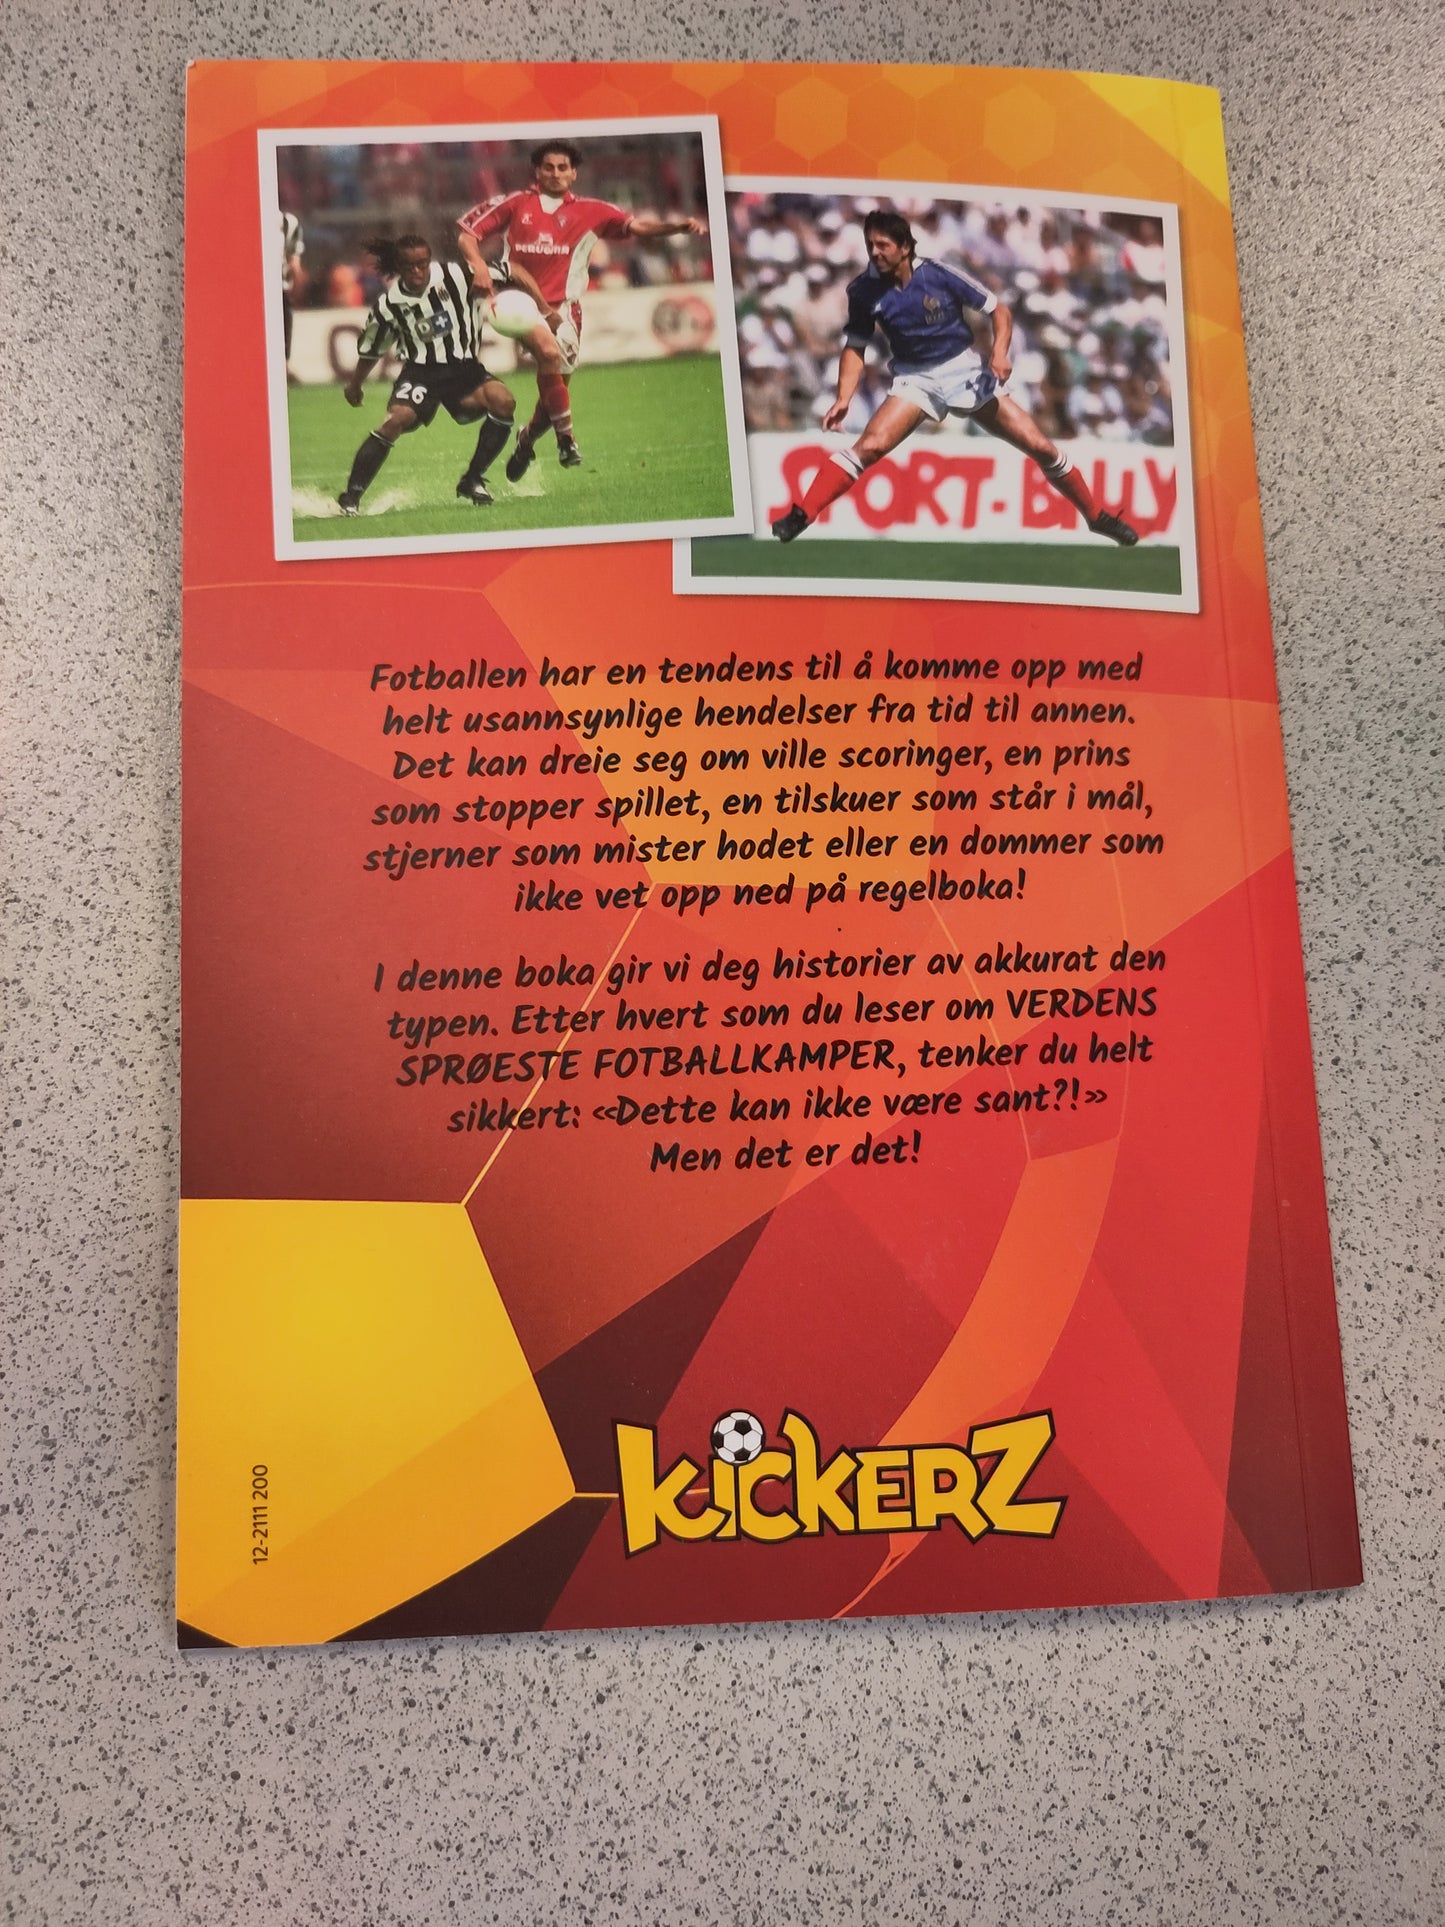 PERUGINA
D+
26
SPORT-BILLY
Fotballen har en tendens til å komme opp med
helt usannsynlige hendelser fra tid til annen.
Det kan dreie seg om ville scoringer, en prins
som stopper spillet, en tilskuer som står i mål,
stjerner som mister hodet eller en dommer som
ikke vet opp ned på regelboka!
I denne boka gir vi deg historier av akkurat den
typen. Etter hvert som du leser om VERDENS
SPRØESTE FOTBALLKAMPER, tenker du helt
sikkert: «Dette kan ikke være sant?!»
Men det er det!
KICKERZ
12-2111 200